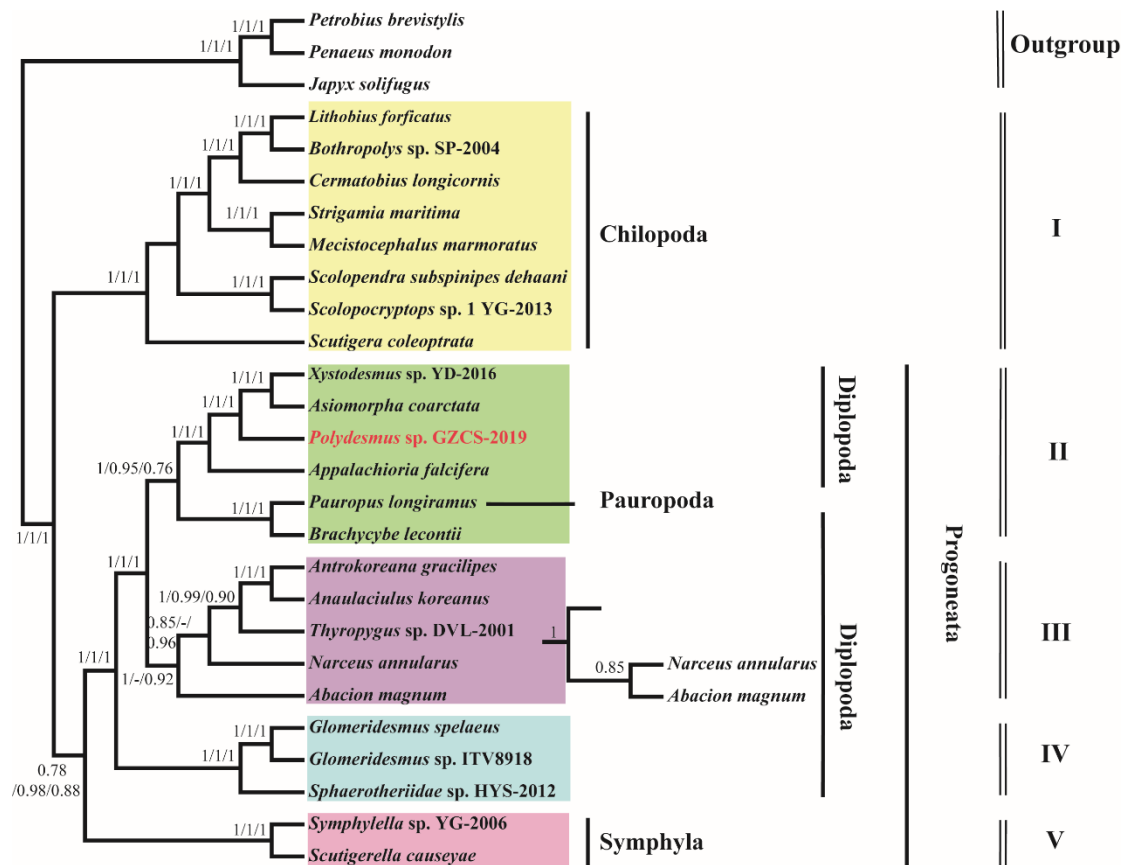 Petrobius brevistylis
1/1/1
Penaeus monodon
1/1/1
Outgroup
Japyx solifugus
Lithobius forficatus
1/1/1
Bothropolys sp. SP-2004
1/1/1
Cermatobius longicornis
1/1/1
Strigamia maritima
1/1/1
Mecistocephalus marmoratus
Chilopoda
I
Scolopendra subspinipes dehaani
1/1/1
1/1/1
Scolopocryptops sp. 1 YG-2013
Scutigera coleoptrata
Xystodesmus sp. YD-2016
1/1/1
Asiomorpha coarctata
1/1/1
Polydesmus sp. GZCS-2019
1/1/1
Diplopoda
II
Appalachioria falcifera
1/0.95/0.76
Pauropus longiramus
Pauropoda
1/1/1
Brachycybe lecontii
1/1/1
Progoneata
Antrokoreana gracilipes
1/1/1
1/1/1
Anaulaciulus koreanus
1/0.99/0.90
Thyropygus sp. DVL-2001
0.85/-/
0.96
1
III
Diplopoda
Narceus annularus
1/1/1
1/-/0.92
0.85
Narceus annularus
Abacion magnum
Abacion magnum
Glomeridesmus spelaeus
1/1/1
Glomeridesmus sp. ITV8918
1/1/1
IV
0.78
/0.98/0.88
Sphaerotheriidae sp. HYS-2012
Symphylella sp. YG-2006
1/1/1
Symphyla
V
Scutigerella causeyae